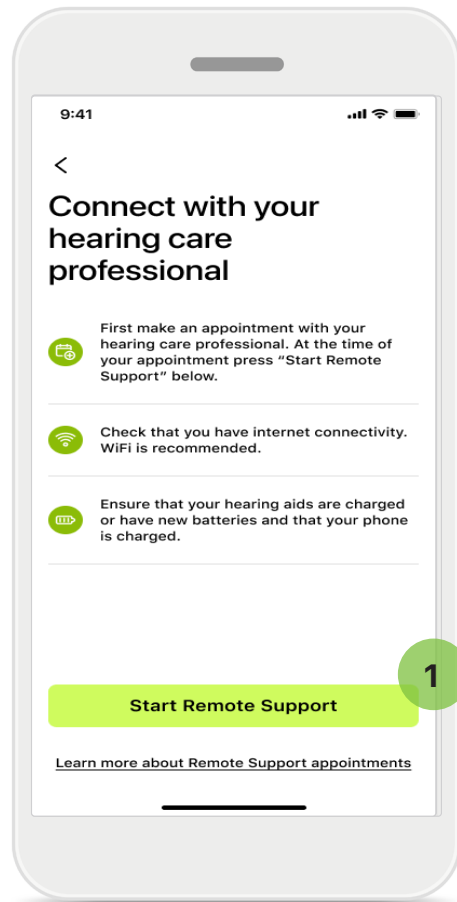 9:41
Connect with your
hearing care
professional
First make an appointment with your
hearing care professional. At the time of
your appointment press “Start Remote
Support” below.
Check that you have internet connectivity.
WiFi is recommended.
Ensure that your hearing aids are charged
or have new batteries and that your phone
is charged.
1
Start Remote Support
Learn more about Remote Support appointments